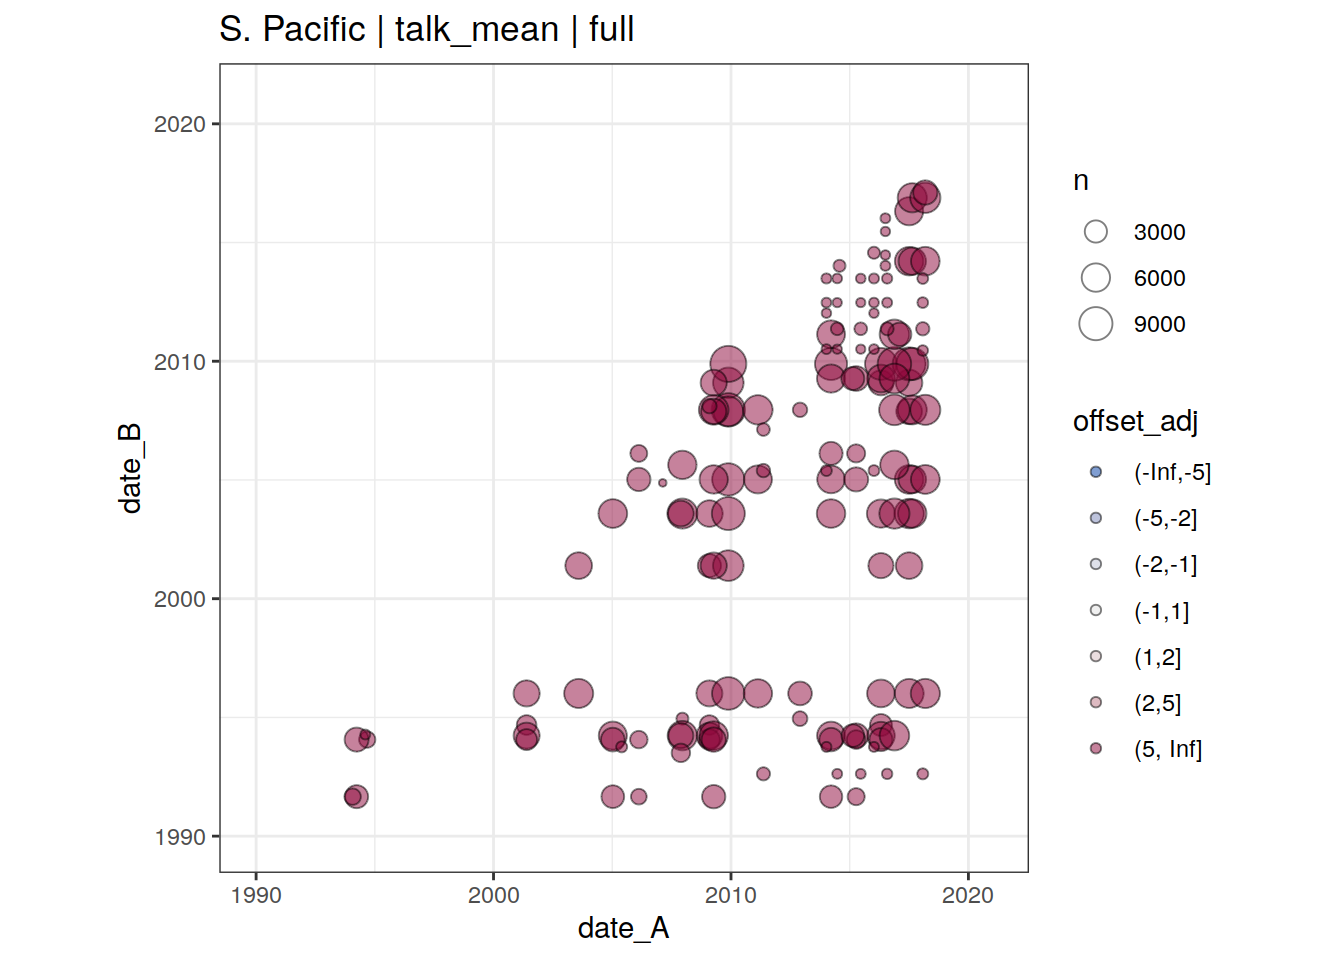 S. Pacific | talk_mean | full
date_B
2020
2010
2000
1990
1990
2000
2010
2020
date_A
n
3000
6000
9000
offset_adj
(-Inf,-5]
(-5,-2]
(-2,-1]
(-1,1]
(1,2]
(2,5]
(5, Inf]